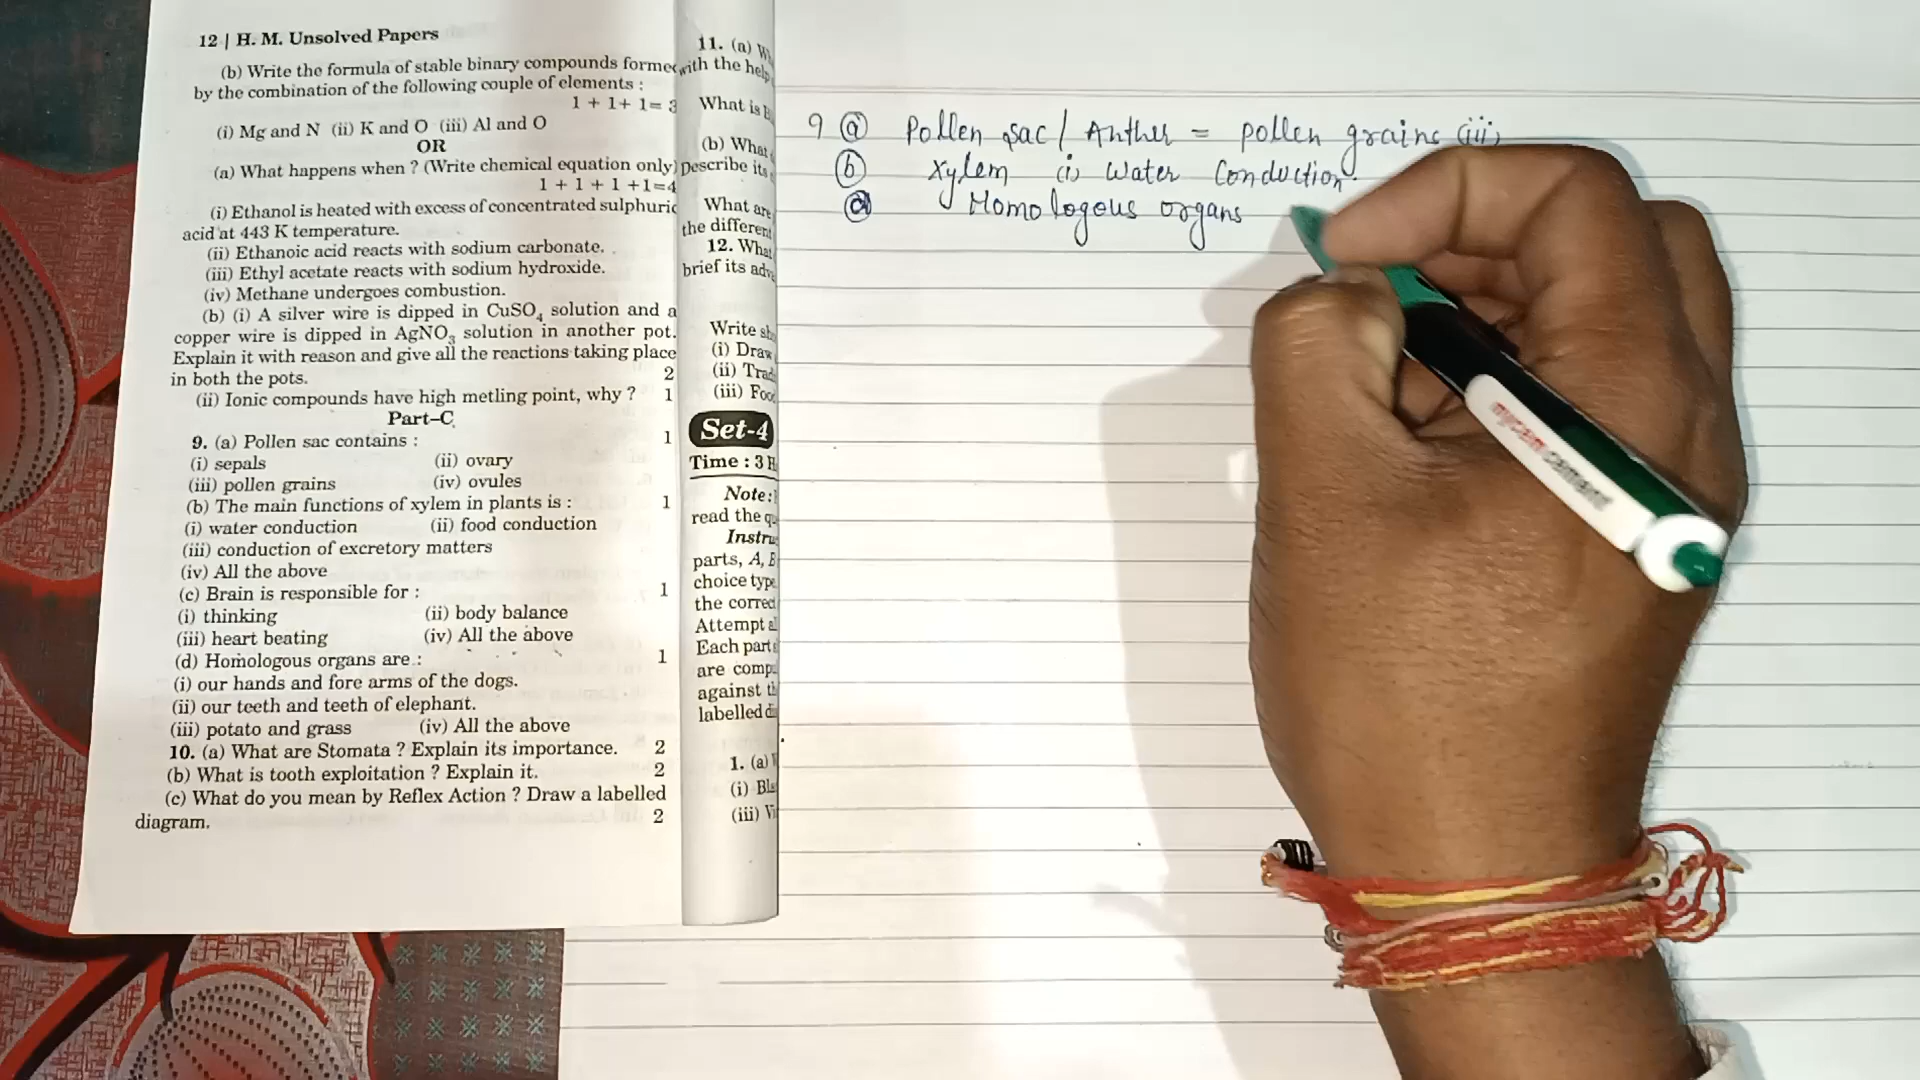 12 | H. M. Unsolved Papers
(b) Write the formula of stable binary compounds formed
by the combination of the following couple of elements :
1 + 1+ 1= 3
(i) Mg and N (ii) K and O (iii) Al and O
OR
(a) What happens when ? (Write chemical equation only)
1 + 1 + 1 +1=4
(i) Ethanol is heated with excess of concentrated sulphuric
acid at 443 K temperature.
(ii) Ethanoic acid reacts with sodium carbonate.
(iii) Ethyl acetate reacts with sodium hydroxide.
(iv) Methane undergoes combustion.
(b) (i) A silver wire is dipped in CuSO4 solution and a
copper wire is dipped in AgNO3 solution in another pot.
Explain it with reason and give all the reactions taking place
in both the pots. 2
(ii) Ionic compounds have high metling point, why ? 1
Part–C
9. (a) Pollen sac contains : 1
(i) sepals (ii) ovary
(iii) pollen grains (iv) ovules
(b) The main functions of xylem in plants is : 1
(i) water conduction (ii) food conduction
(iii) conduction of excretory matters
(iv) All the above
(c) Brain is responsible for : 1
(i) thinking (ii) body balance
(iii) heart beating (iv) All the above
(d) Homologous organs are : 1
(i) our hands and fore arms of the dogs.
(ii) our teeth and teeth of elephant.
(iii) potato and grass (iv) All the above
10. (a) What are Stomata ? Explain its importance. 2
(b) What is tooth exploitation ? Explain it. 2
(c) What do you mean by Reflex Action ? Draw a labelled
diagram. 2
11. (a)
with the help
What is
(b) What
Describe its
What are
the different
12. What
brief its
Write
(i) Draw
(ii)
(iii)
Set-4
Time : 3
Note:
read the
parts, A, B
choice type
the correct
Attempt
Each part
are
against
labelled
1. (a)
(i)
(iii)
9 (a) Pollen sac / Anther = pollen grains (iii)
(b) Xylem (i) Water Conduction.
(d) Homologous organs
mycem cement